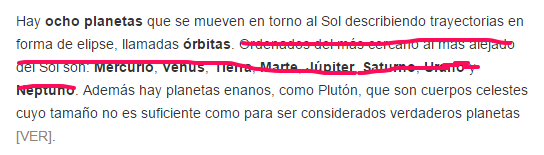 Hay ocho planetas que se mueven en torno al Sol describiendo trayectorias en
forma de elipse, llamadas órbitas. Ordenados del más cercano al más alejado
del Sol son: Mercurio, Venus, Tierra, Marte, Júpiter, Saturno, Urano y
Neptuno. Además hay planetas enanos, como Plutón, que son cuerpos celestes
cuyo tamaño no es suficiente como para ser considerados verdaderos planetas
[VER].